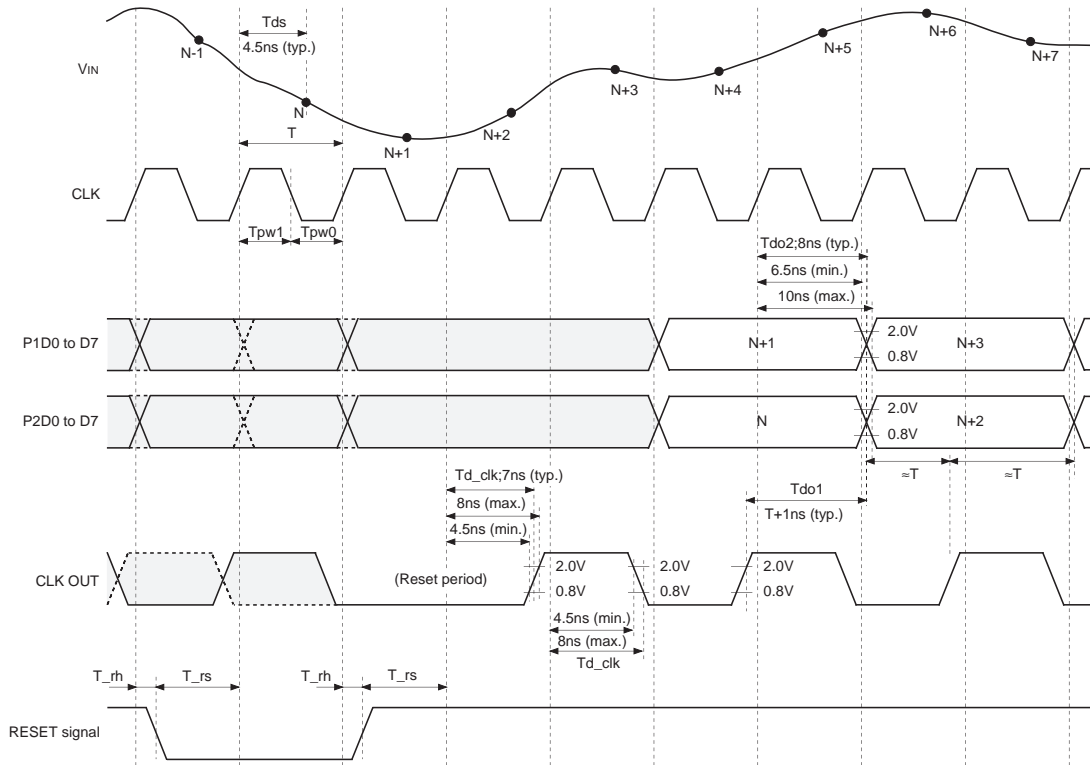 Tds
4.5ns (typ.)
N-1
N
T
N+1
N+2
N+3
N+4
N+5
N+6
N+7
VIN
CLK
Tpw1
Tpw0
Tdo2;8ns (typ.)
6.5ns (min.)
10ns (max.)
P1D0 to D7
N+1
2.0V
0.8V
N+3
P2D0 to D7
N
2.0V
0.8V
N+2
≈T
≈T
Td_clk;7ns (typ.)
8ns (max.)
4.5ns (min.)
Tdo1
T+1ns (typ.)
CLK OUT
(Reset period)
2.0V
0.8V
2.0V
0.8V
2.0V
0.8V
4.5ns (min.)
8ns (max.)
Td_clk
T_rh
T_rs
T_rh
T_rs
RESET signal